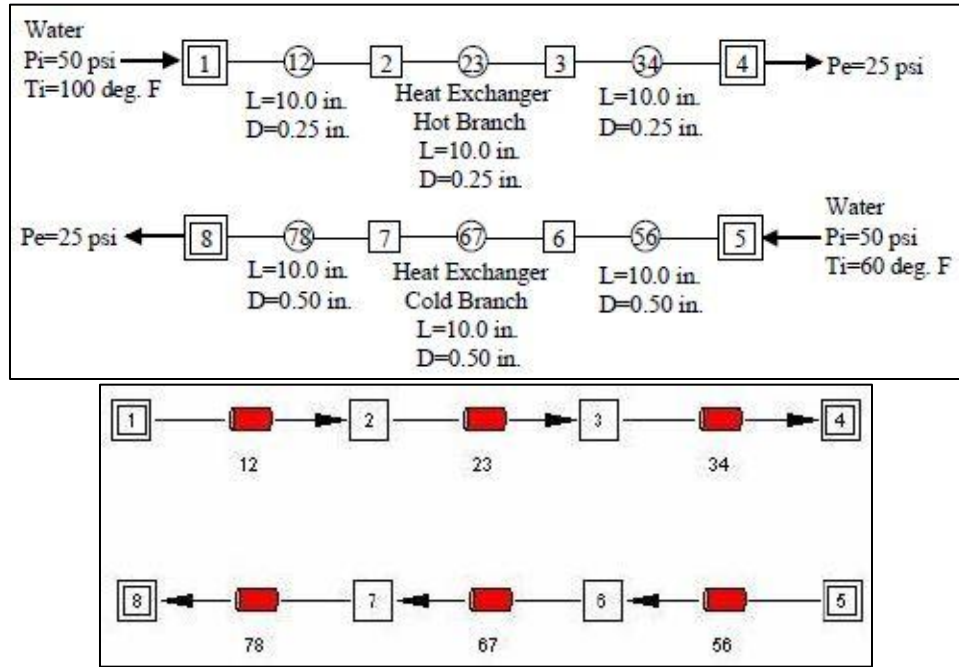 Water
Pi=50 psi
Ti=100 deg. F
1
12
2
23
3
34
4
Pe=25 psi
L=10.0 in.
D=0.25 in.
Heat Exchanger
Hot Branch
L=10.0 in.
D=0.25 in.
L=10.0 in.
D=0.25 in.
Pe=25 psi
8
78
7
67
6
56
5
Water
Pi=50 psi
Ti=60 deg. F
L=10.0 in.
D=0.50 in.
Heat Exchanger
Cold Branch
L=10.0 in.
D=0.50 in.
L=10.0 in.
D=0.50 in.
1
2
3
4
12
23
34
8
7
6
5
78
67
56